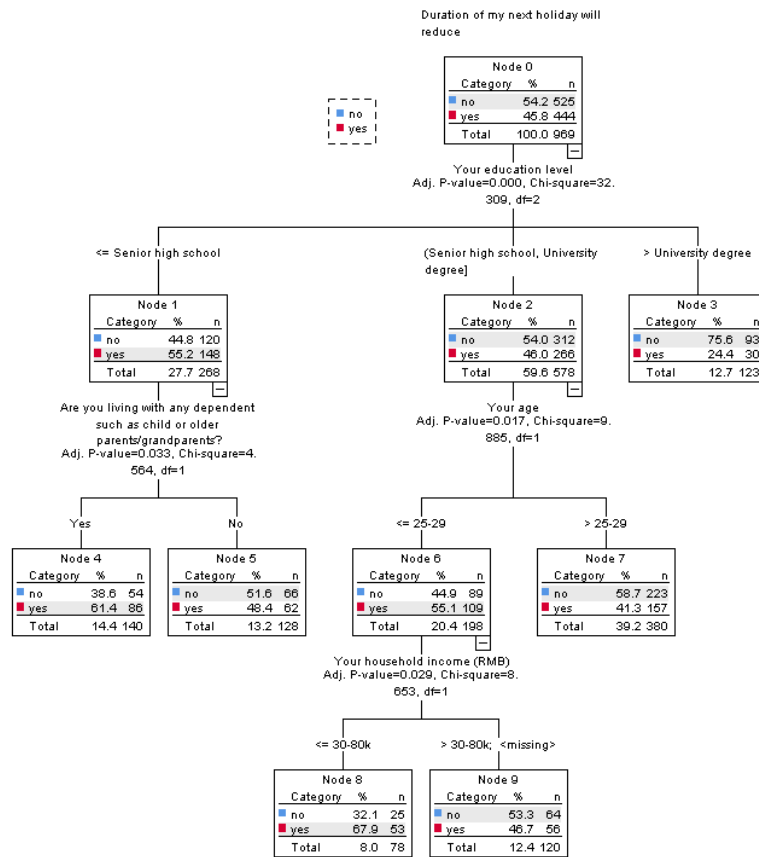 Duration of my next holiday will
reduce
Node 0
Category % n
no 54.2 525
yes 45.8 444
Total 100.0 969
no
yes
Your education level
Adj. P-value=0.000, Chi-square=32.
309, df=2
<= Senior high school
(Senior high school, University
degree]
> University degree
Node 1
Category % n
no 44.8 120
yes 55.2 148
Total 27.7 268
Node 2
Category % n
no 54.0 312
yes 46.0 266
Total 59.6 578
Node 3
Category % n
no 75.6 93
yes 24.4 30
Total 12.7 123
Are you living with any dependent
such as child or older
parents/grandparents?
Adj. P-value=0.033, Chi-square=4.
564, df=1
Your age
Adj. P-value=0.017, Chi-square=9.
885, df=1
Yes
No
<= 25-29
> 25-29
Node 4
Category % n
no 38.6 54
yes 61.4 86
Total 14.4 140
Node 5
Category % n
no 51.6 66
yes 48.4 62
Total 13.2 128
Node 6
Category % n
no 44.9 89
yes 55.1 109
Total 20.4 198
Node 7
Category % n
no 58.7 223
yes 41.3 157
Total 39.2 380
Your household income (RMB)
Adj. P-value=0.029, Chi-square=8.
653, df=1
<= 30-80k
> 30-80k; <missing>
Node 8
Category % n
no 32.1 25
yes 67.9 53
Total 8.0 78
Node 9
Category % n
no 53.3 64
yes 46.7 56
Total 12.4 120